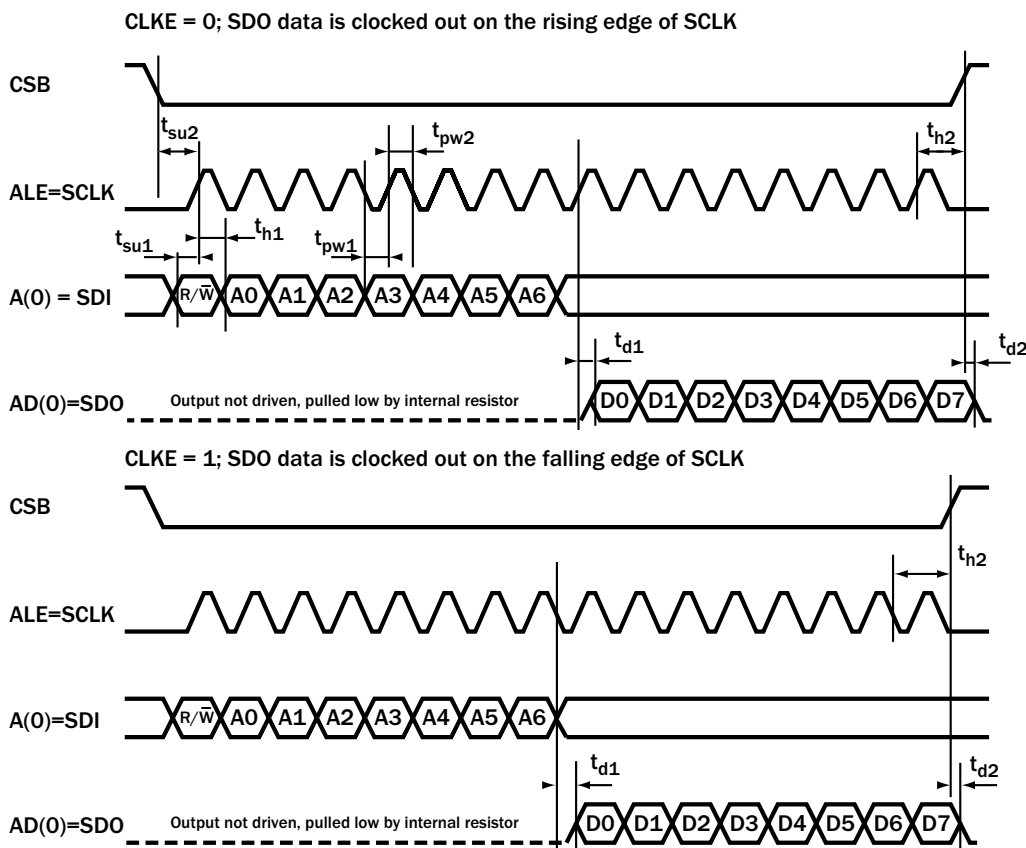 CLKE = 0; SDO data is clocked out on the rising edge of SCLK
CSB
tsu2
tpw2
th2
ALE=SCLK
tsu1
th1
tpw1
A(0) = SDI
R/W̅ A0 A1 A2 A3 A4 A5 A6
td1
td2
AD(0)=SDO
Output not driven, pulled low by internal resistor
D0 D1 D2 D3 D4 D5 D6 D7
CLKE = 1; SDO data is clocked out on the falling edge of SCLK
CSB
th2
ALE=SCLK
A(0)=SDI
R/W̅ A0 A1 A2 A3 A4 A5 A6
td1
td2
AD(0)=SDO
Output not driven, pulled low by internal resistor
D0 D1 D2 D3 D4 D5 D6 D7